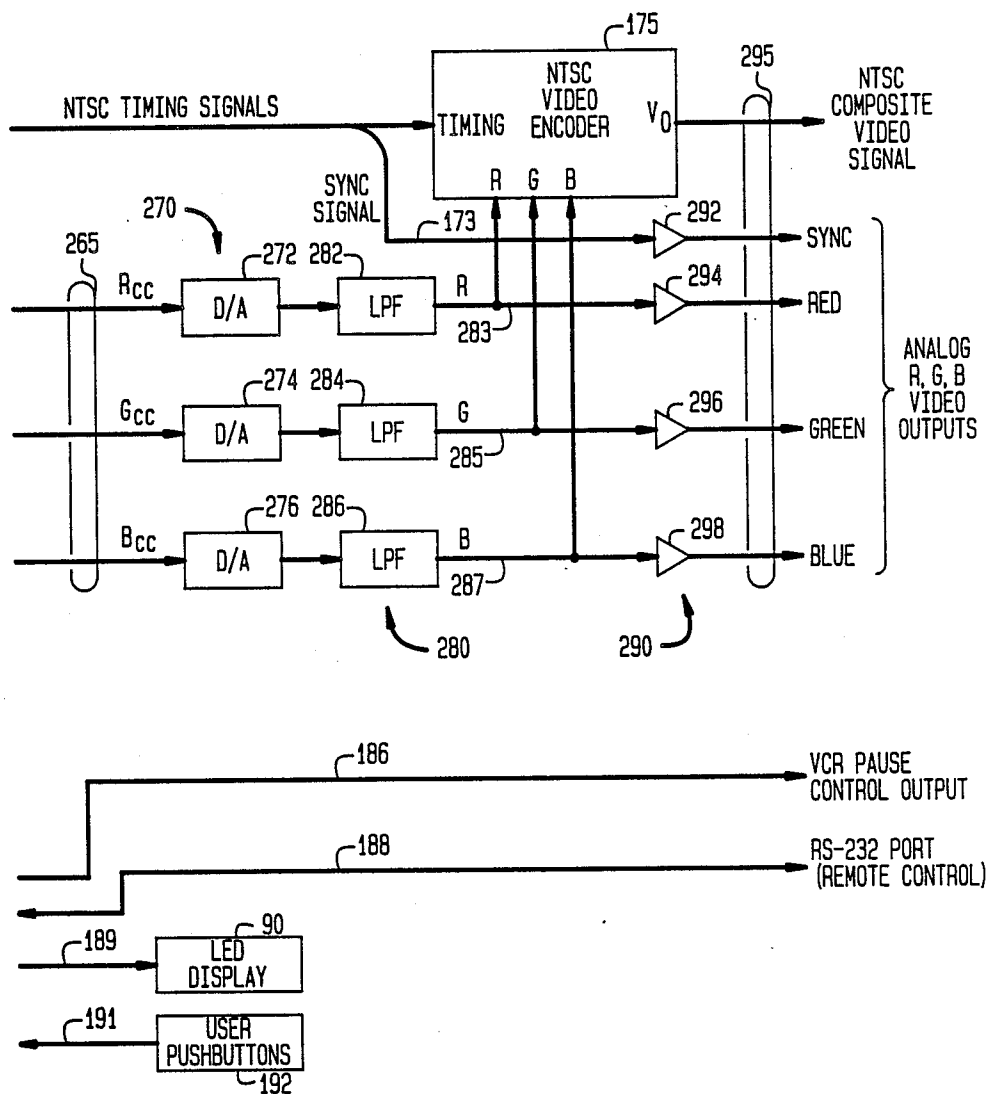 175
295
NTSC TIMING SIGNALS
TIMING
NTSC
VIDEO
ENCODER
V0
R G B
NTSC
COMPOSITE
VIDEO
SIGNAL
SYNC
SIGNAL
173
292
SYNC
270
265
RCC
272
D/A
282
LPF
R
283
294
RED
GCC
274
D/A
284
LPF
G
285
296
GREEN
BCC
276
D/A
286
LPF
B
287
298
BLUE
ANALOG
R, G, B
VIDEO
OUTPUTS
280
290
186
VCR PAUSE
CONTROL OUTPUT
188
RS-232 PORT
(REMOTE CONTROL)
189
90
LED
DISPLAY
191
USER
PUSHBUTTONS
192